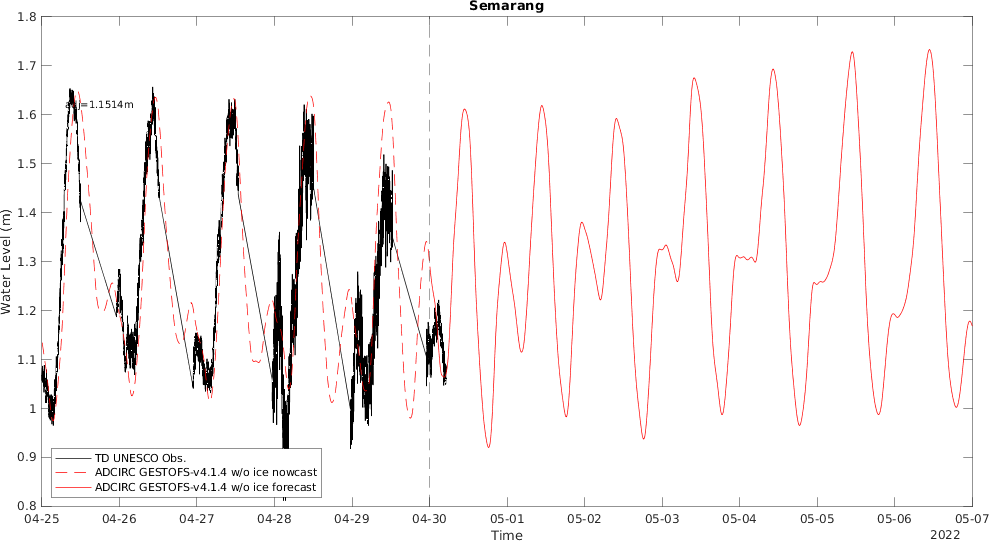 Semarang
1.8
1.7
1.6
1.5
1.4
1.3
1.2
1.1
1
0.9
0.8
Water Level (m)
=1.1514m
TD UNESCO Obs.
ADCIRC GESTOFS-v4.1.4 w/o ice nowcast
ADCIRC GESTOFS-v4.1.4 w/o ice forecast
04-25 04-26 04-27 04-28 04-29 04-30 05-01 05-02 05-03 05-04 05-05 05-06 05-07
Time
2022